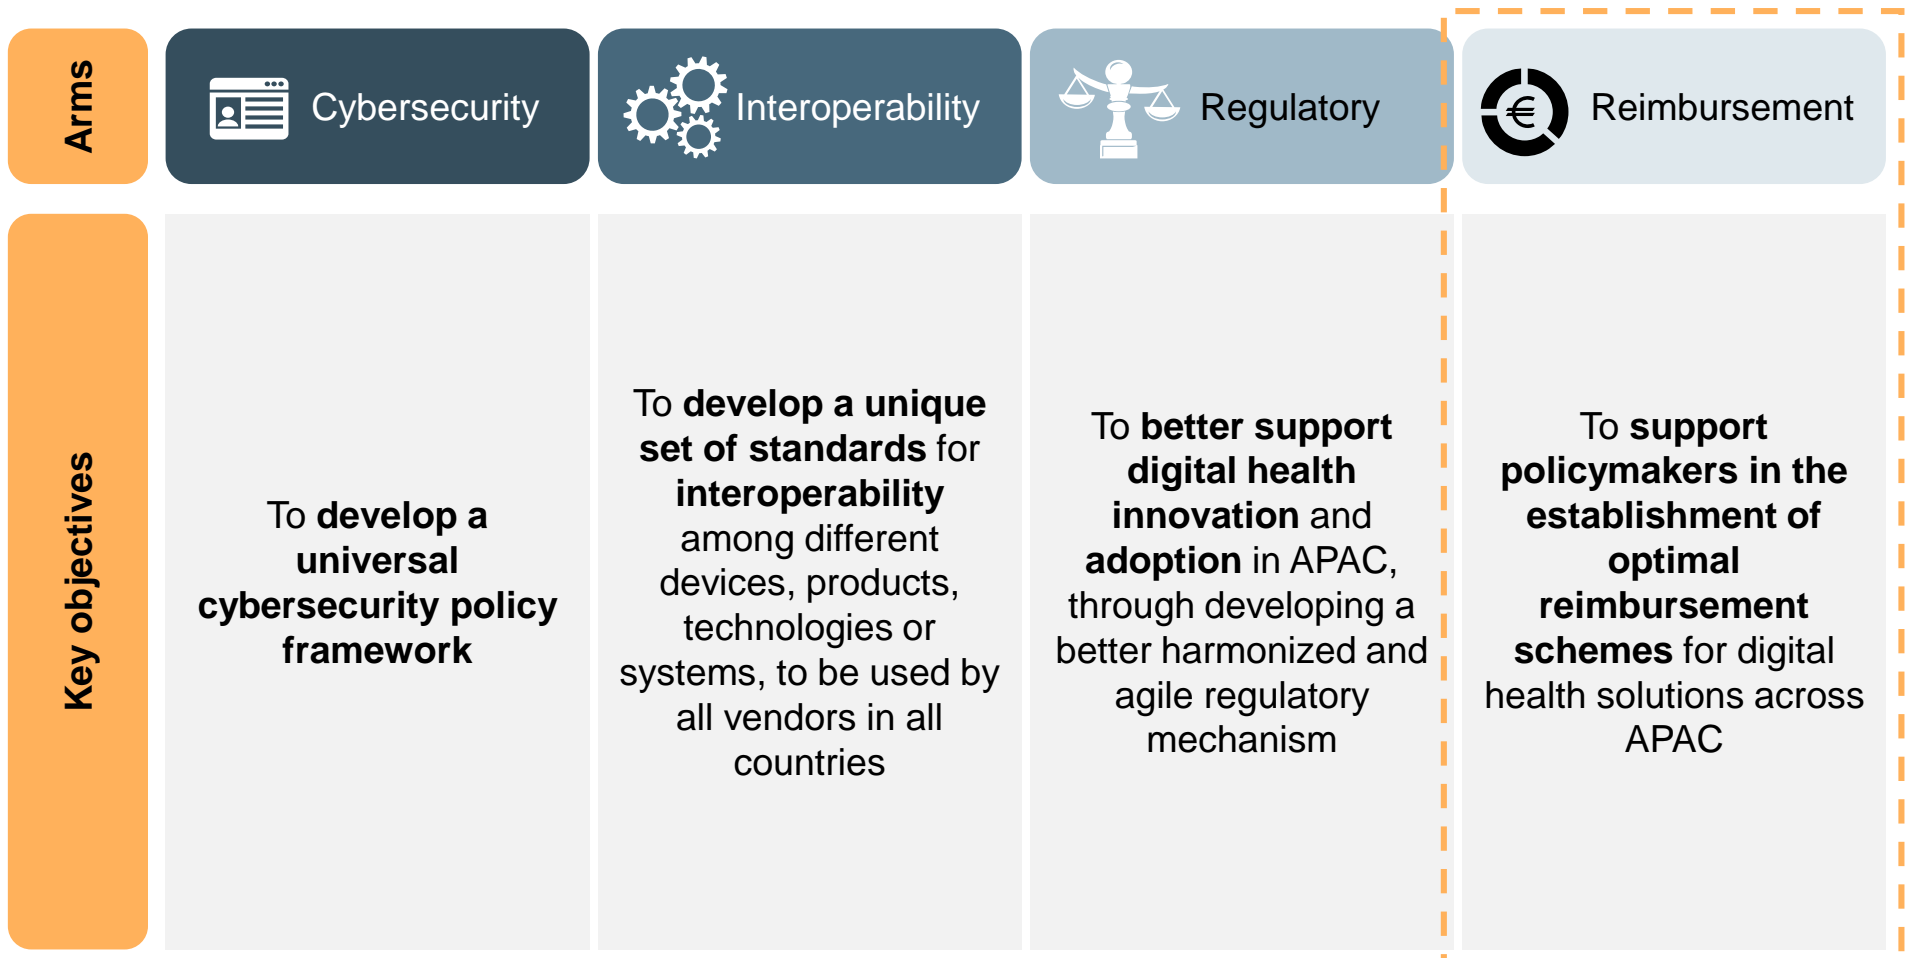 Arms
Cybersecurity
Interoperability
Regulatory
€
Reimbursement
Key objectives
To develop a
universal
cybersecurity policy
framework
To develop a unique
set of standards for
interoperability
among different
devices, products,
technologies or
systems, to be used by
all vendors in all
countries
To better support
digital health
innovation and
adoption in APAC,
through developing a
better harmonized and
agile regulatory
mechanism
To support
policymakers in the
establishment of
optimal
reimbursement
schemes for digital
health solutions across
APAC